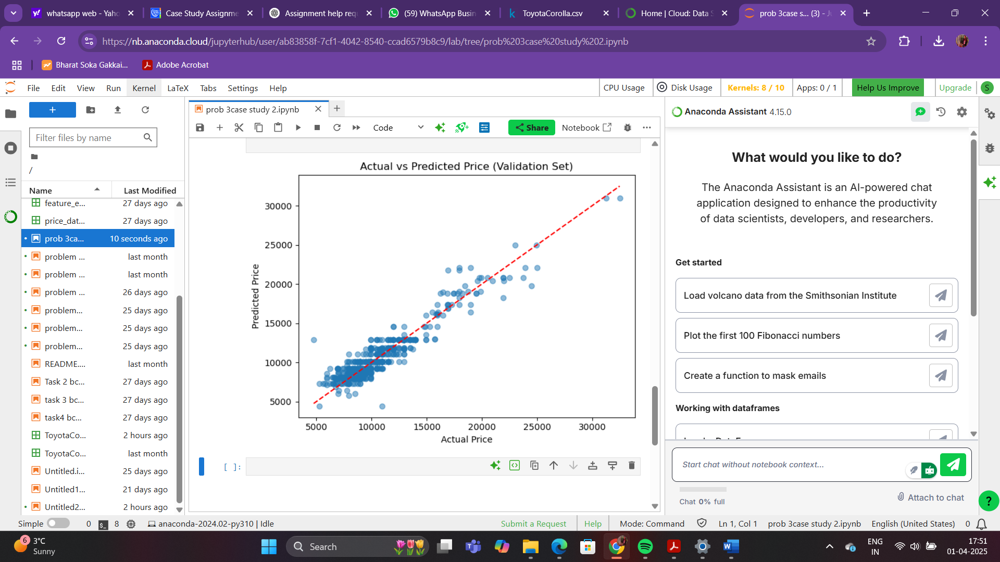 whatsapp web - Yaho
Case Study Assignme
Assignment help requ
(59) WhatsApp Busin
ToyotaCorolla.csv
Home | Cloud: Data S
prob 3case s... (3) - Ju
https://nb.anaconda.cloud/jupyterhub/user/ab83858f-7cf1-4042-8540-ccad6579b8c9/lab/tree/prob%203case%20study%202.ipynb
Bharat Soka Gakkai...
Adobe Acrobat
File Edit View Run Kernel LaTeX Tabs Settings Help
CPU Usage Disk Usage Kernels: 8 / 10 Apps: 0 / 1 Help Us Improve Upgrade S
prob 3case study 2.ipynb
Code
Share
Notebook
Filter files by name
/
Name Last Modified
feature_e... 27 days ago
price_dat... 27 days ago
prob 3ca... 10 seconds ago
problem ... last month
problem ... last month
problem ... 26 days ago
problem... 25 days ago
problem... 25 days ago
problem... 25 days ago
README.... last month
Task 2 bc... 27 days ago
task 3 bc... 27 days ago
task4 bc... 27 days ago
ToyotaCo... 2 hours ago
ToyotaCo... last month
Untitled.i... 25 days ago
Untitled1... 21 days ago
Untitled2... 2 hours ago
Actual vs Predicted Price (Validation Set)
Predicted Price
30000
25000
20000
15000
10000
5000
5000 10000 15000 20000 25000 30000
Actual Price
[ ]:
Anaconda Assistant 4.15.0
What would you like to do?
The Anaconda Assistant is an AI-powered chat
application designed to enhance the productivity
of data scientists, developers, and researchers.
Get started
Load volcano data from the Smithsonian Institute
Plot the first 100 Fibonacci numbers
Create a function to mask emails
Working with dataframes
Start chat without notebook context...
Chat 0% full
Attach to chat
?
Simple 0 $_ 8 anaconda-2024.02-py310 | Idle
Submit a Request Help Mode: Command Ln 1, Col 1 prob 3case study 2.ipynb English (United States) 0
6
3°C
Sunny
Search
ENG
IN
17:51
01-04-2025